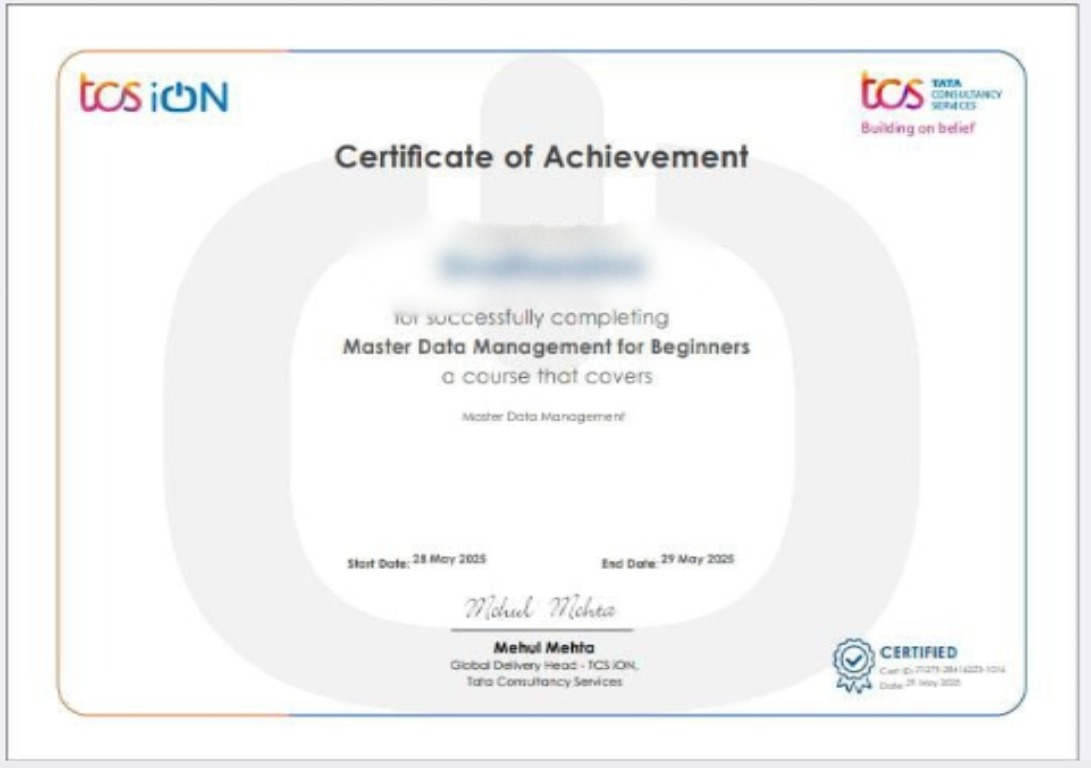 tcs iON
tcs TATA CONSULTANCY SERVICES
Building on belief
Certificate of Achievement
for successfully completing
Master Data Management for Beginners
a course that covers
Master Data Management
Start Date: 28 May 2025
End Date: 29 May 2025
Mehul Mehta
Mehul Mehta
Global Delivery Head - TCS iON,
Tata Consultancy Services
CERTIFIED
Cert ID:
Date: 29 May 2025